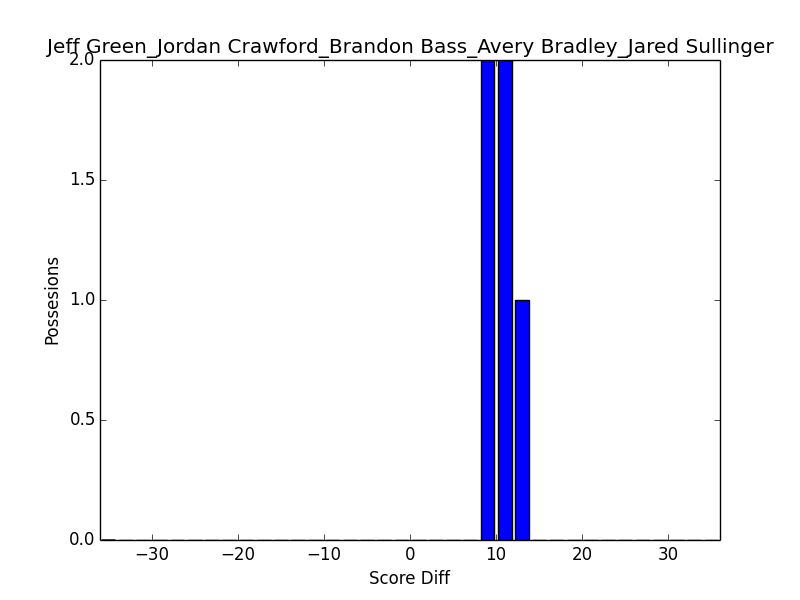 Jeff Green_Jordan Crawford_Brandon Bass_Avery Bradley_Jared Sullinger
2.0
1.5
1.0
0.5
0.0
Possesions
−30 −20 −10 0 10 20 30
Score Diff